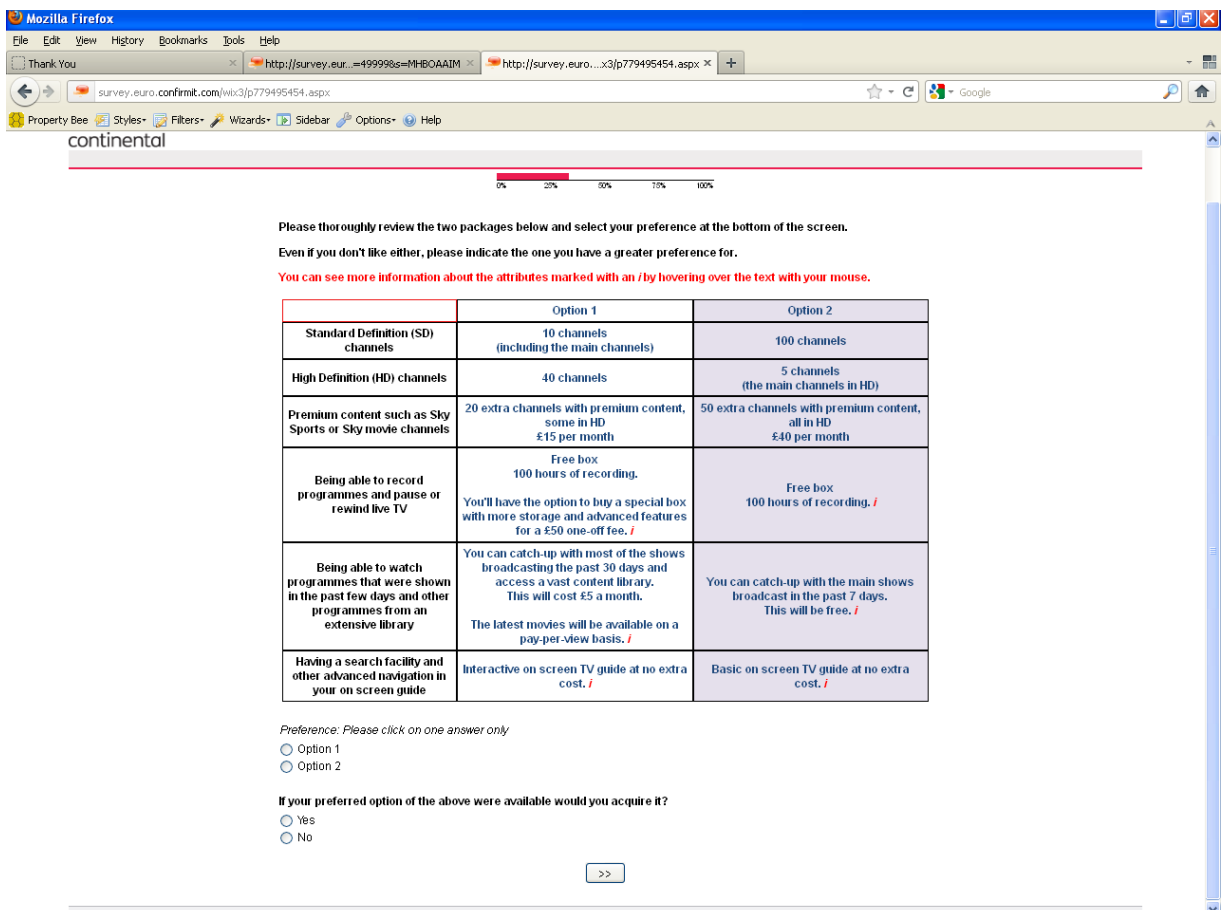 Mozilla Firefox
File Edit View History Bookmarks Tools Help
Thank You
http://survey.eur...=49999&s=MHBOAAIM
http://survey.euro....x3/p779495454.aspx
survey.euro.confirmit.com/wix3/p779495454.aspx
Google
Property Bee Styles Filters Wizards Sidebar Options Help
continental
0% 25% 50% 75% 100%
Please thoroughly review the two packages below and select your preference at the bottom of the screen.
Even if you don't like either, please indicate the one you have a greater preference for.
You can see more information about the attributes marked with an i by hovering over the text with your mouse.
Option 1
Option 2
Standard Definition (SD)
channels
10 channels
(including the main channels)
100 channels
High Definition (HD) channels
40 channels
5 channels
(the main channels in HD)
Premium content such as Sky
Sports or Sky movie channels
20 extra channels with premium content,
some in HD
£15 per month
50 extra channels with premium content,
all in HD
£40 per month
Being able to record
programmes and pause or
rewind live TV
Free box
100 hours of recording.
You'll have the option to buy a special box
with more storage and advanced features
for a £50 one-off fee. i
Free box
100 hours of recording. i
Being able to watch
programmes that were shown
in the past few days and other
programmes from an
extensive library
You can catch-up with most of the shows
broadcasting the past 30 days and
access a vast content library.
This will cost £5 a month.
The latest movies will be available on a
pay-per-view basis. i
You can catch-up with the main shows
broadcast in the past 7 days.
This will be free. i
Having a search facility and
other advanced navigation in
your on screen guide
Interactive on screen TV guide at no extra
cost. i
Basic on screen TV guide at no extra
cost. i
Preference: Please click on one answer only
Option 1
Option 2
If your preferred option of the above were available would you acquire it?
Yes
No
>>